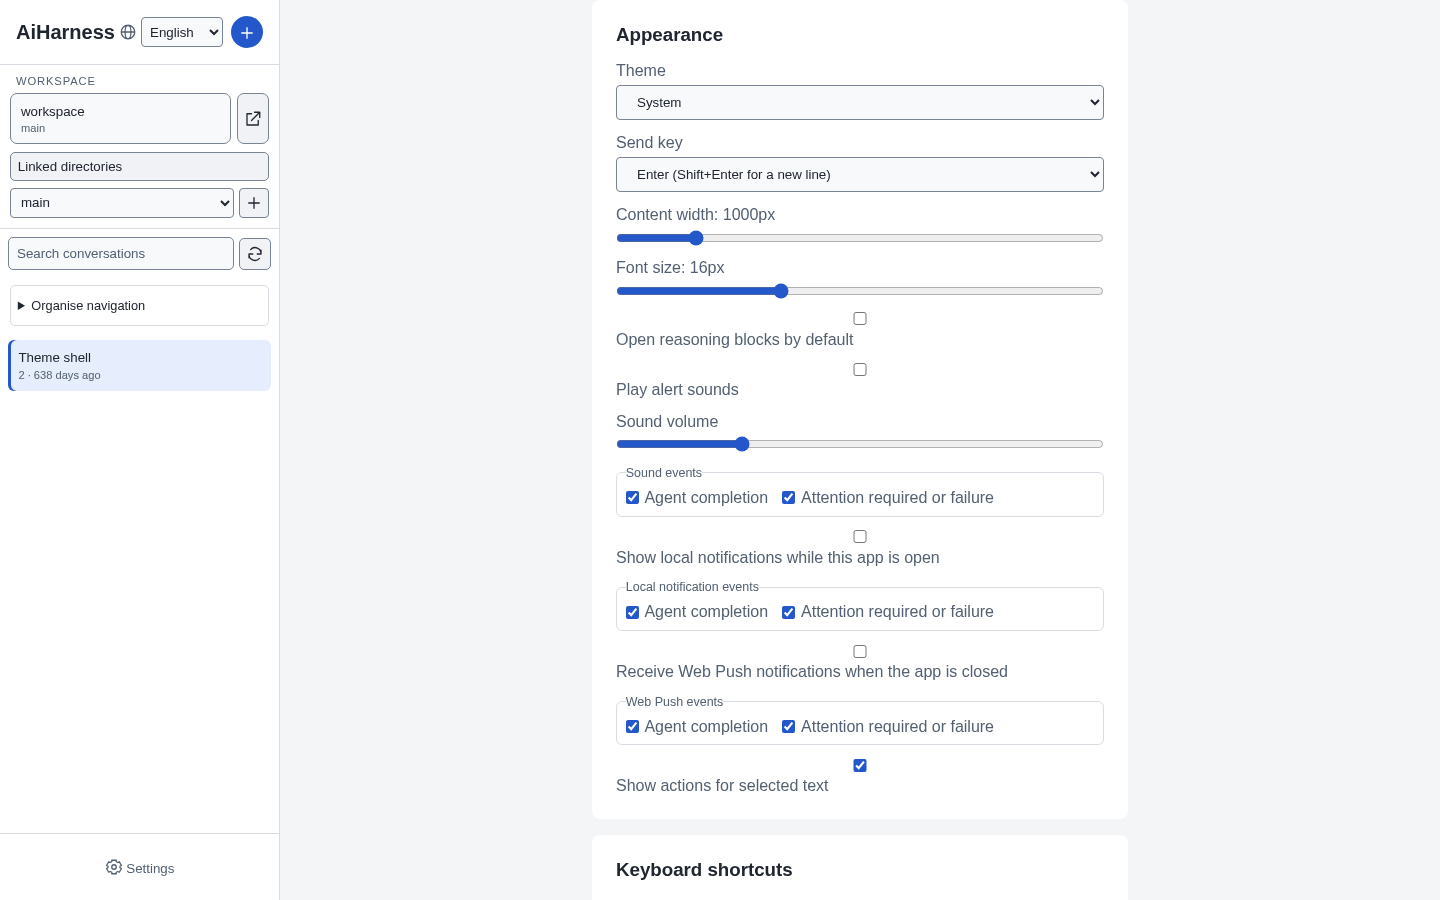 AiHarness
English
WORKSPACE
workspace
main
Linked directories
main
Search conversations
Organise navigation
Theme shell
2 · 638 days ago
Settings
Appearance
Theme
System
Send key
Enter (Shift+Enter for a new line)
Content width: 1000px
Font size: 16px
Open reasoning blocks by default
Play alert sounds
Sound volume
Sound events
Agent completion Attention required or failure
Show local notifications while this app is open
Local notification events
Agent completion Attention required or failure
Receive Web Push notifications when the app is closed
Web Push events
Agent completion Attention required or failure
Show actions for selected text
Keyboard shortcuts